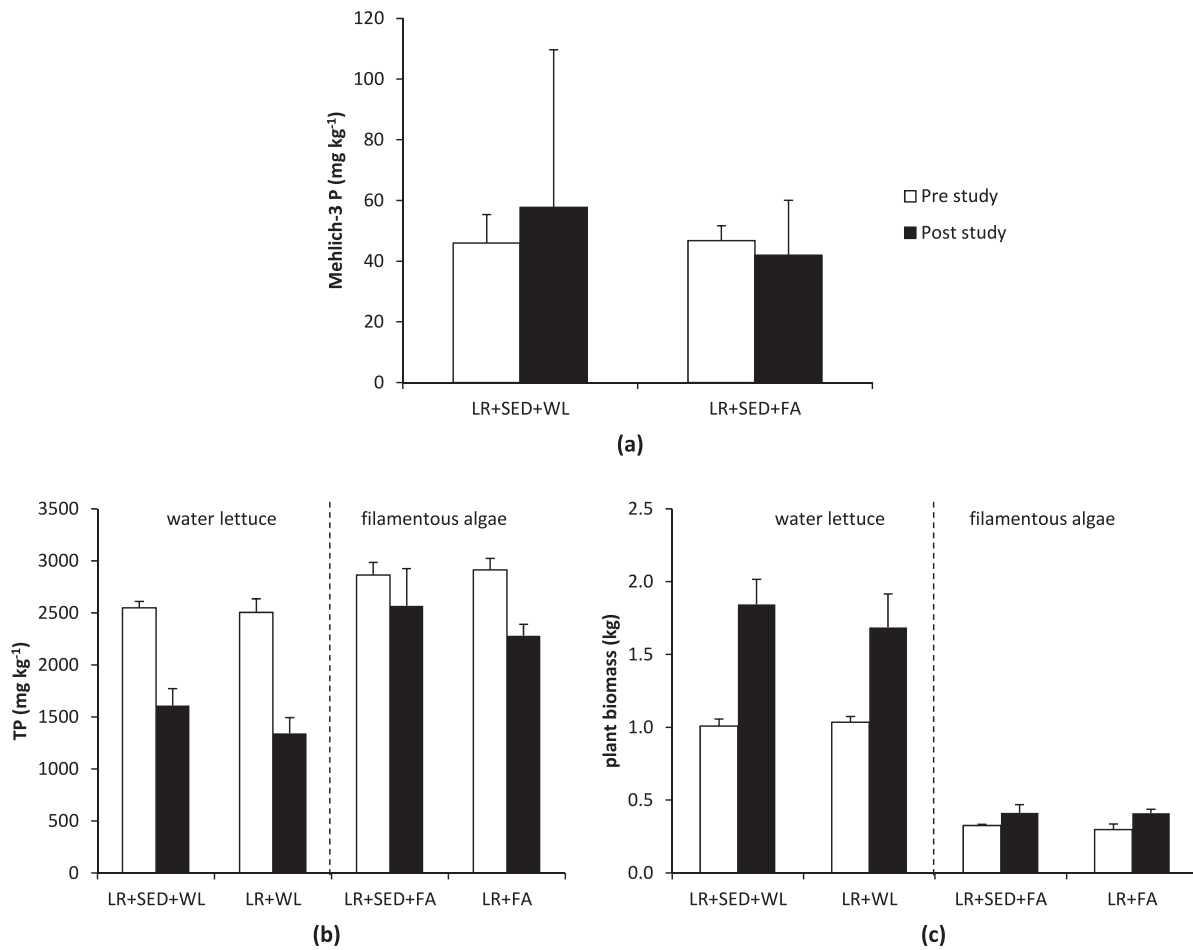 120
100
80
60
40
20
0
Mehlich-3 P (mg kg⁻¹)
LR+SED+WL
LR+SED+FA
Pre study
Post study
(a)
3500
3000
2500
2000
1500
1000
500
0
TP (mg kg⁻¹)
water lettuce
filamentous algae
LR+SED+WL
LR+WL
LR+SED+FA
LR+FA
(b)
2.5
2.0
1.5
1.0
0.5
0.0
plant biomass (kg)
water lettuce
filamentous algae
LR+SED+WL
LR+WL
LR+SED+FA
LR+FA
(c)